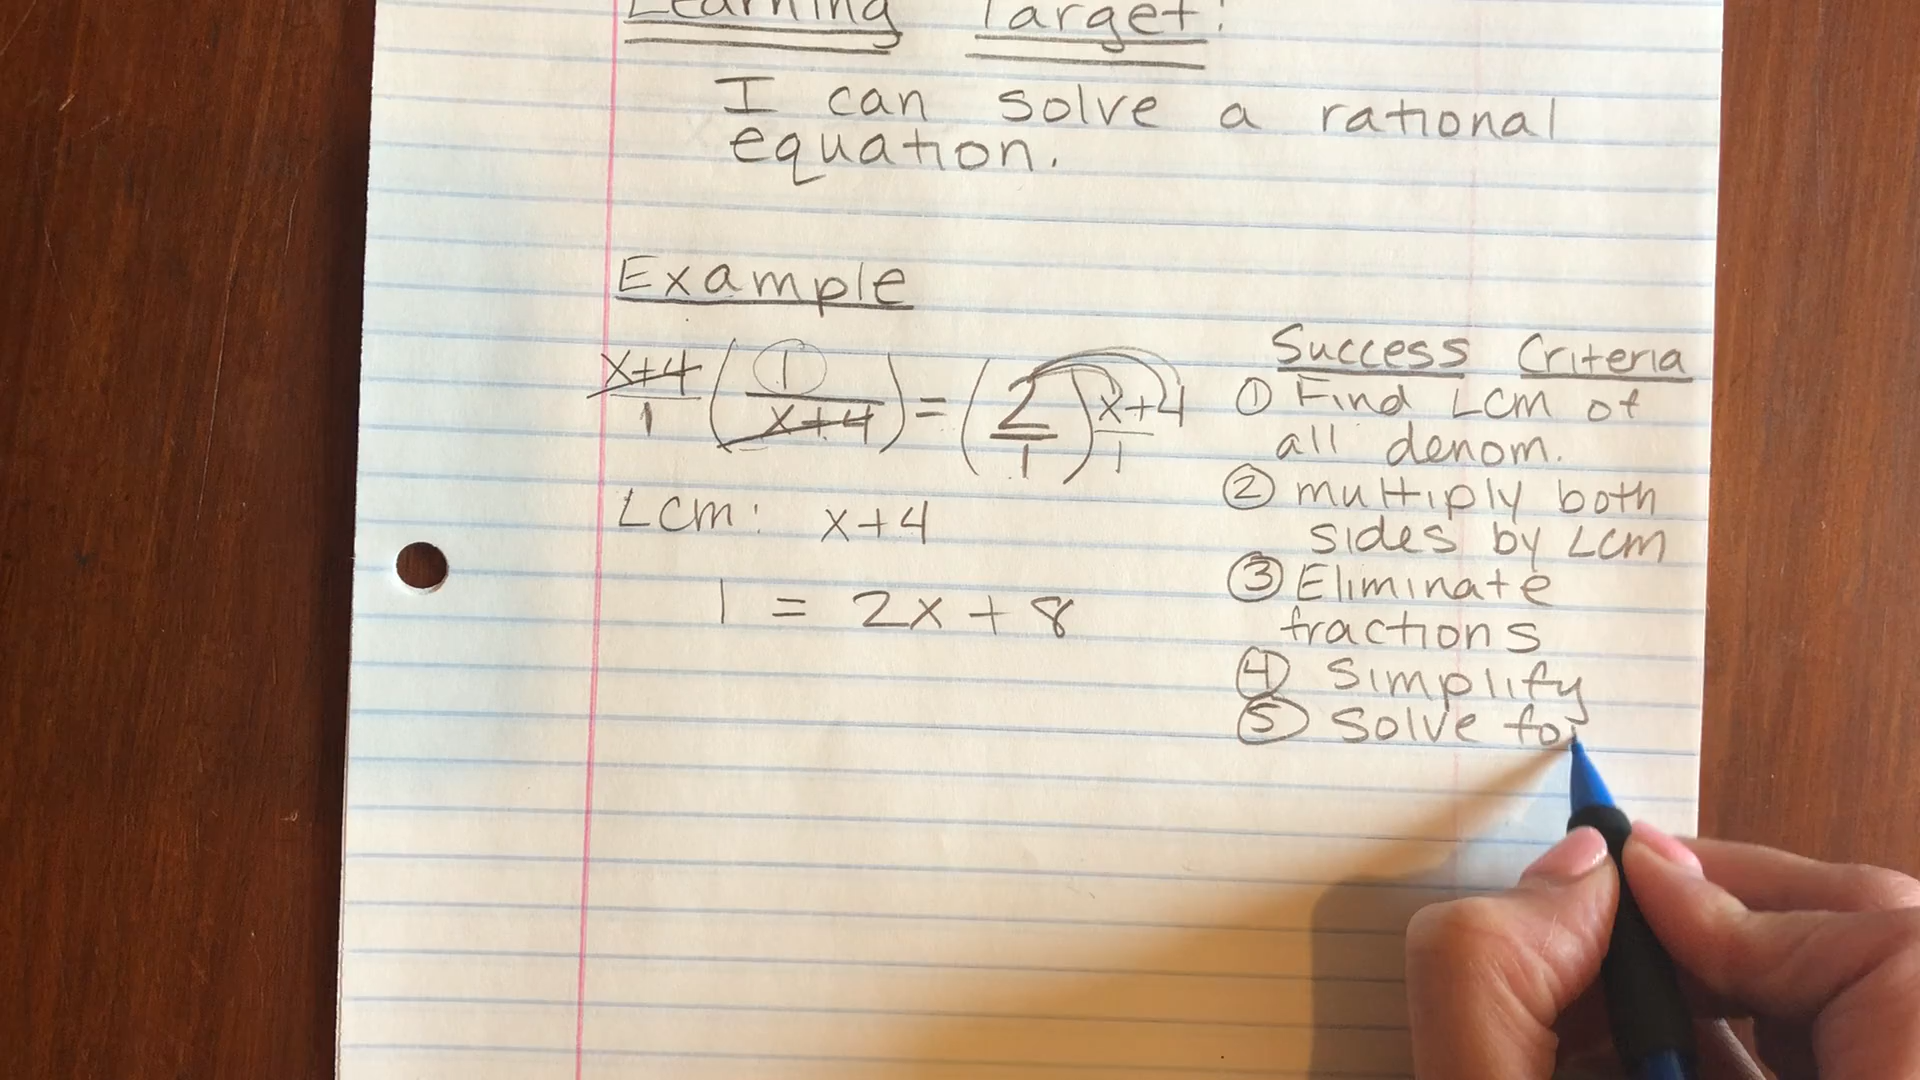 Learning Target:
I can solve a rational
equation.
Example
x+4/1 (1/x+4) = (2/1) x+4/1
LCM: x+4
1 = 2x + 8
Success Criteria
① Find LCM of
all denom.
② multiply both
sides by LCM
③ Eliminate
fractions
④ Simplify
⑤ Solve for